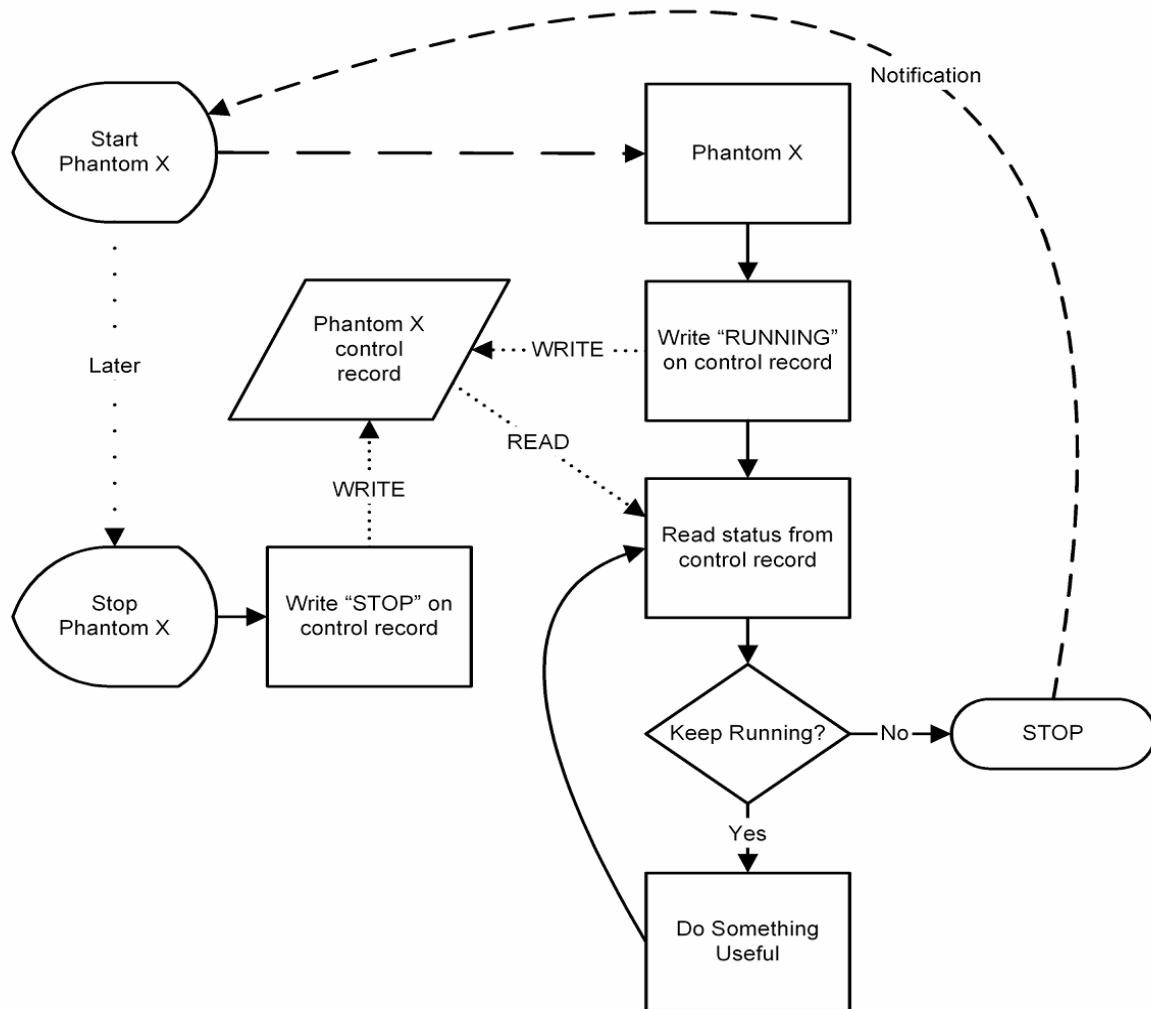 Notification
Start
Phantom X
Phantom X
Phantom X
control
record
WRITE
Write “RUNNING”
on control record
Later
READ
WRITE
Read status from
control record
Stop
Phantom X
Write “STOP” on
control record
Keep Running?
No
STOP
Yes
Do Something
Useful